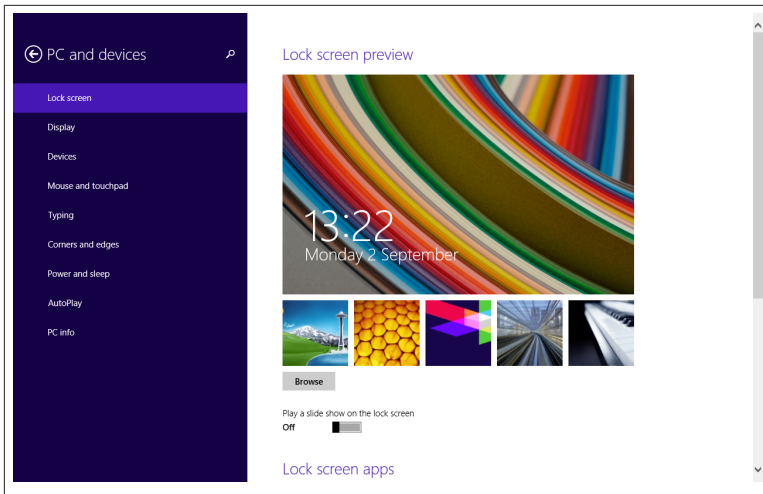 PC and devices
Lock screen
Display
Devices
Mouse and touchpad
Typing
Corners and edges
Power and sleep
AutoPlay
PC info
Lock screen preview
13:22
Monday 2 September
Browse
Play a slide show on the lock screen
Off
Lock screen apps